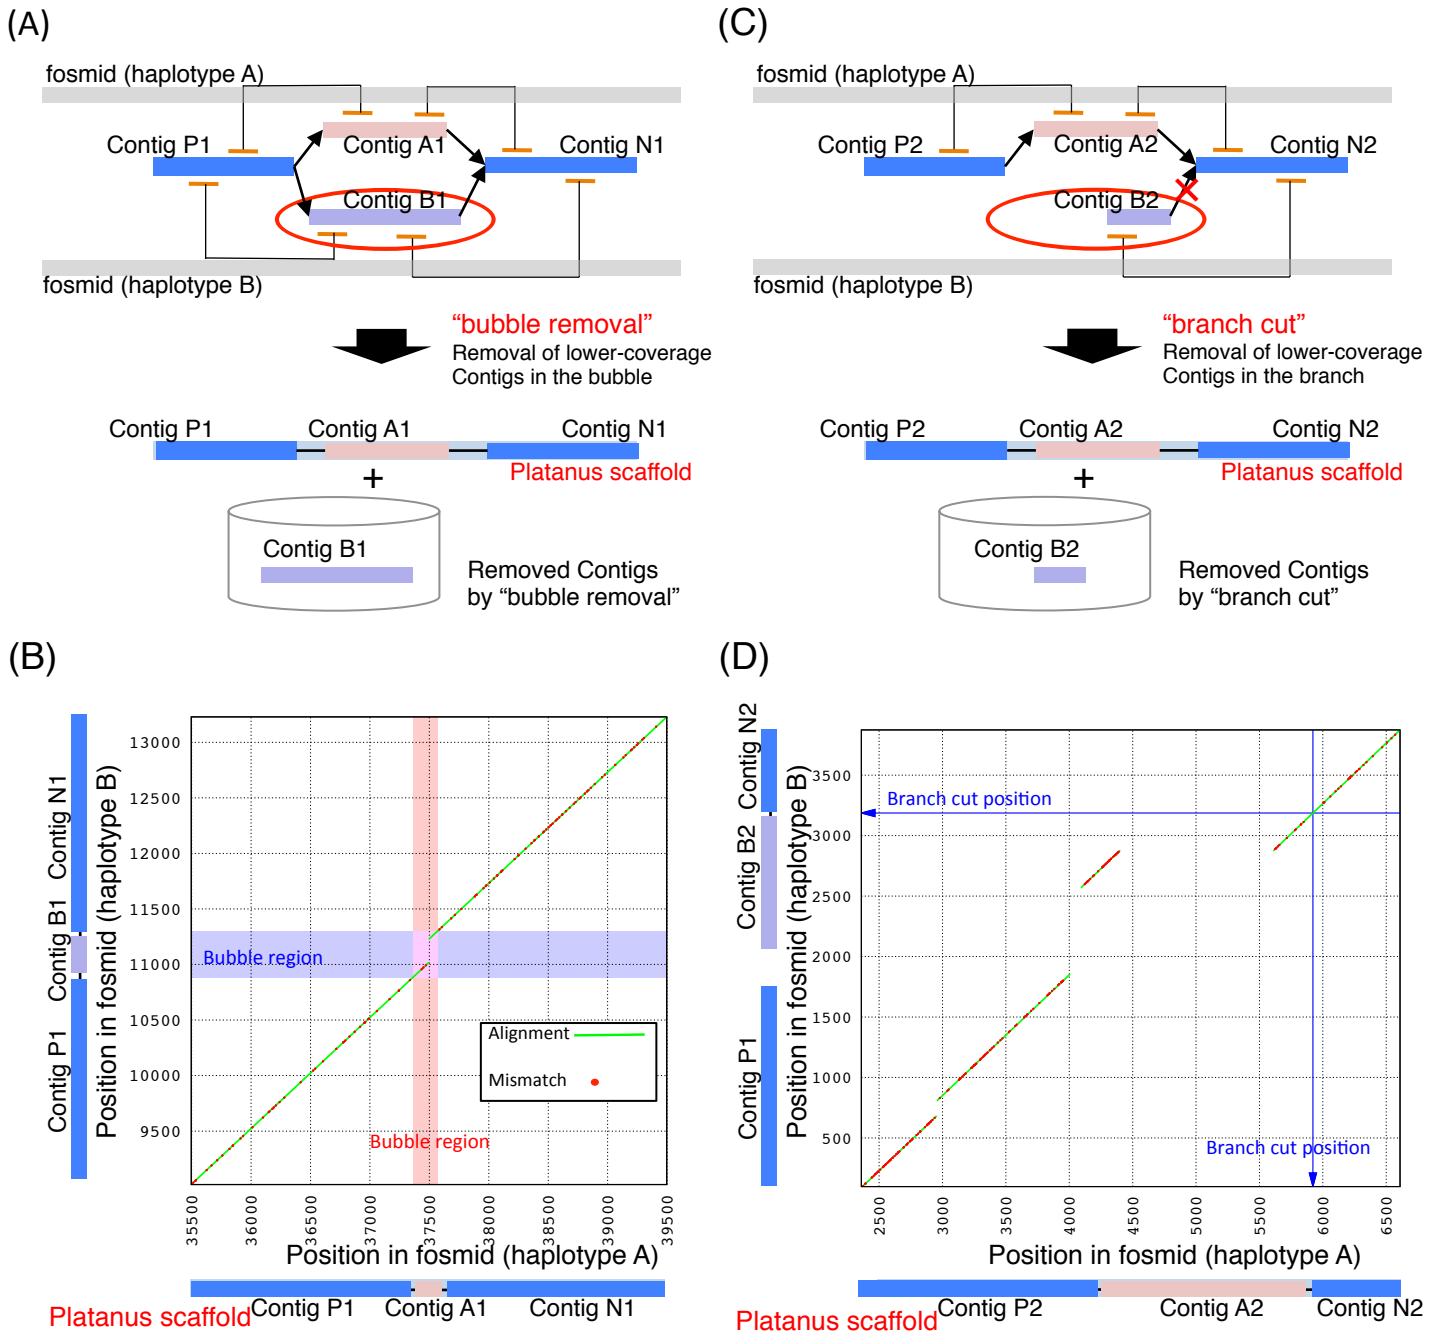 (A)
fosmid (haplotype A)
Contig P1
Contig A1
Contig N1
Contig B1
fosmid (haplotype B)
“bubble removal”
Removal of lower-coverage
Contigs in the bubble
Contig P1
Contig A1
Contig N1
Platanus scaffold
+
Contig B1
Removed Contigs
by “bubble removal”
(C)
fosmid (haplotype A)
Contig P2
Contig A2
Contig N2
Contig B2
fosmid (haplotype B)
“branch cut”
Removal of lower-coverage
Contigs in the branch
Contig P2
Contig A2
Contig N2
Platanus scaffold
+
Contig B2
Removed Contigs
by “branch cut”
(B)
Contig N1
Contig B1
Contig P1
Position in fosmid (haplotype B)
13000
12500
12000
11500
11000
10500
10000
9500
Bubble region
Alignment
Mismatch
Bubble region
35500
36000
36500
37000
37500
38000
38500
39000
39500
Position in fosmid (haplotype A)
Contig P1
Contig A1
Contig N1
Platanus scaffold
(D)
Contig N2
Contig B2
Contig P1
Position in fosmid (haplotype B)
3500
3000
2500
2000
1500
1000
500
Branch cut position
Branch cut position
2500
3000
3500
4000
4500
5000
5500
6000
6500
Position in fosmid (haplotype A)
Contig P2
Contig A2
Contig N2
Platanus scaffold